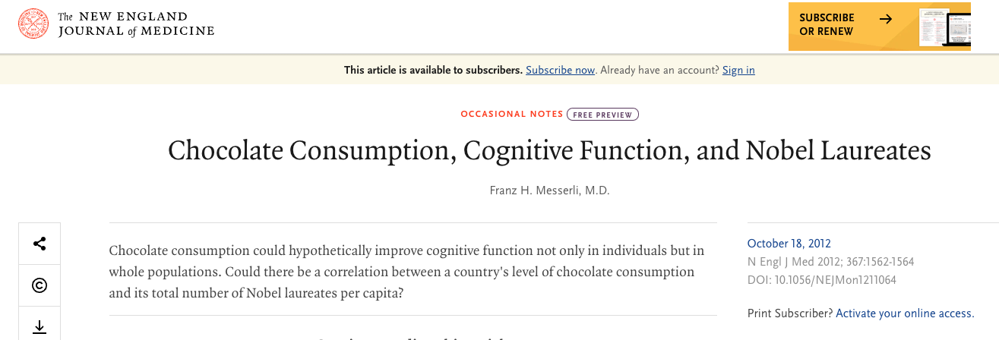 The NEW ENGLAND
JOURNAL of MEDICINE
SUBSCRIBE
OR RENEW
This article is available to subscribers. Subscribe now. Already have an account? Sign in
OCCASIONAL NOTES FREE PREVIEW
Chocolate Consumption, Cognitive Function, and Nobel Laureates
Franz H. Messerli, M.D.
Chocolate consumption could hypothetically improve cognitive function not only in individuals but in
whole populations. Could there be a correlation between a country's level of chocolate consumption
and its total number of Nobel laureates per capita?
October 18, 2012
N Engl J Med 2012; 367:1562-1564
DOI: 10.1056/NEJMon1211064
Print Subscriber? Activate your online access.